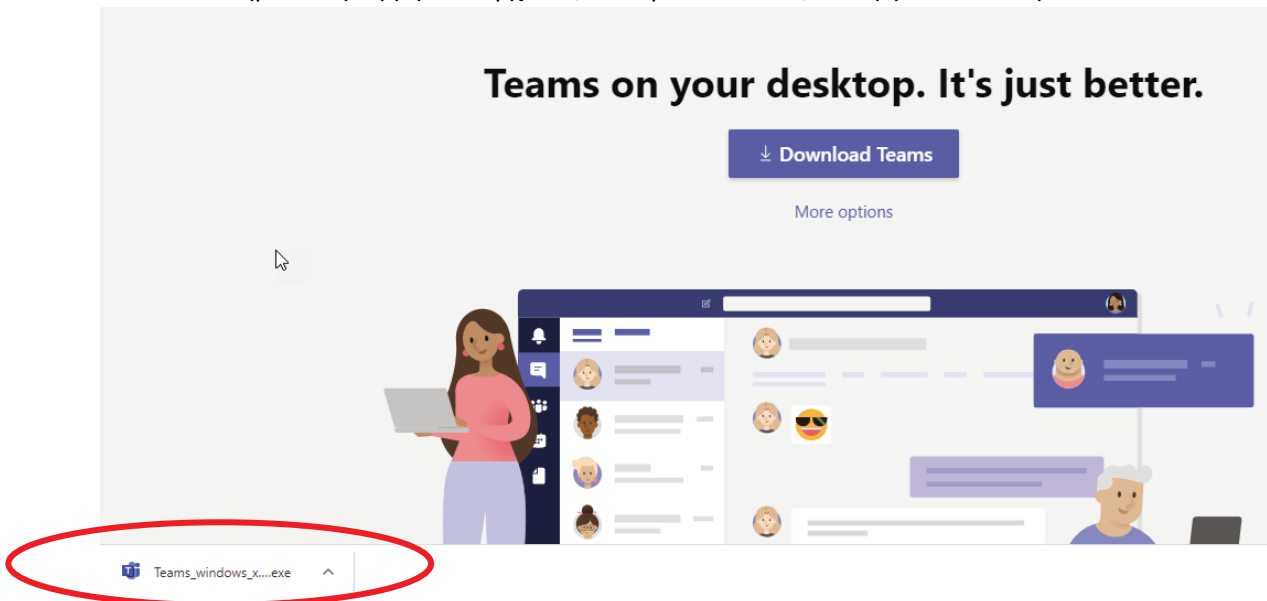 Teams on your desktop. It's just better.
Download Teams
More options
Teams_windows_x....exe